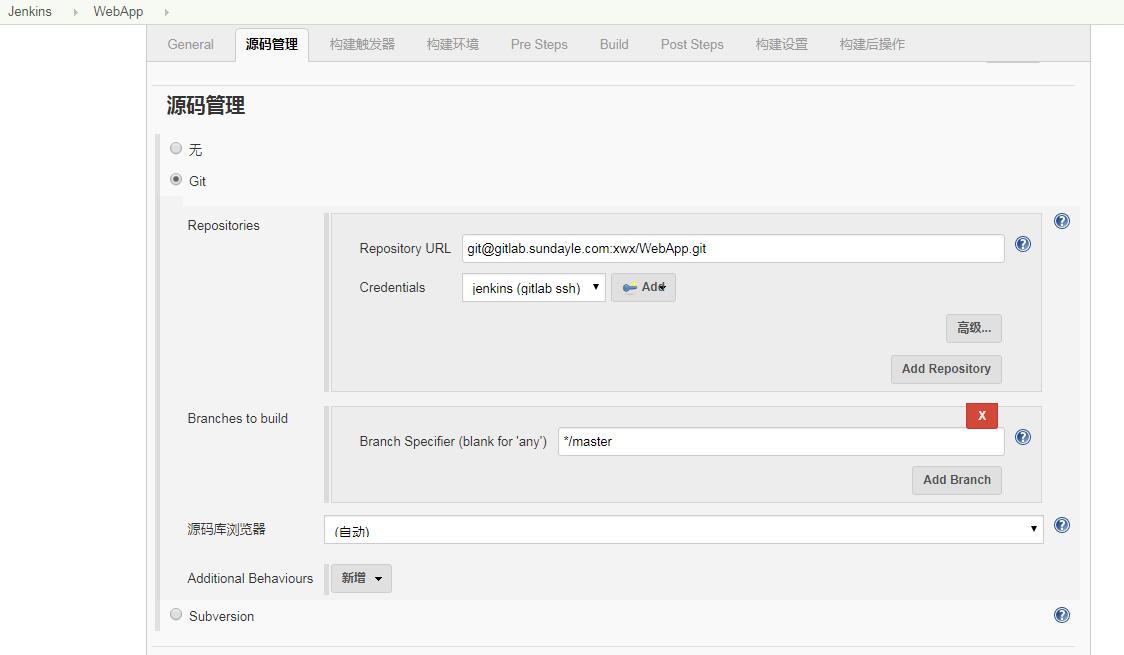 Jenkins WebApp
General 源码管理 构建触发器 构建环境 Pre Steps Build Post Steps 构建设置 构建后操作
源码管理
无
Git
Repositories
Repository URL git@gitlab.sundayle.com:xwx/WebApp.git
Credentials jenkins (gitlab ssh) Add
高级...
Add Repository
Branches to build
X
Branch Specifier (blank for 'any') */master
Add Branch
源码库浏览器 (自动)
Additional Behaviours 新增
Subversion